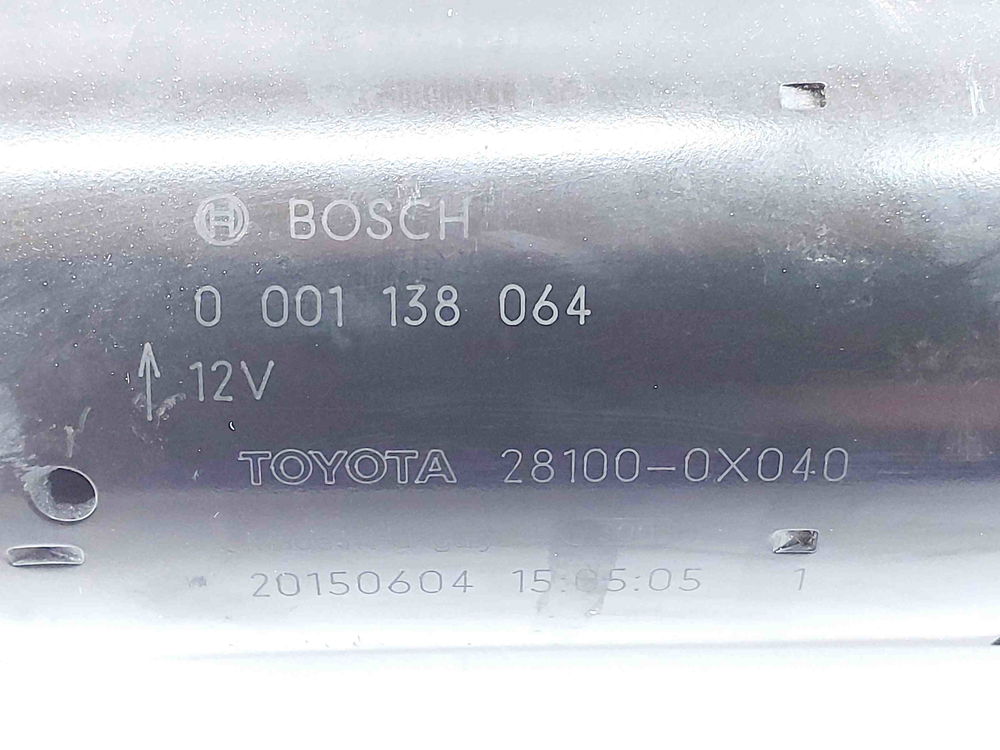 BOSCH
0 001 138 064
12V
TOYOTA 28100-0X040
20150604 1